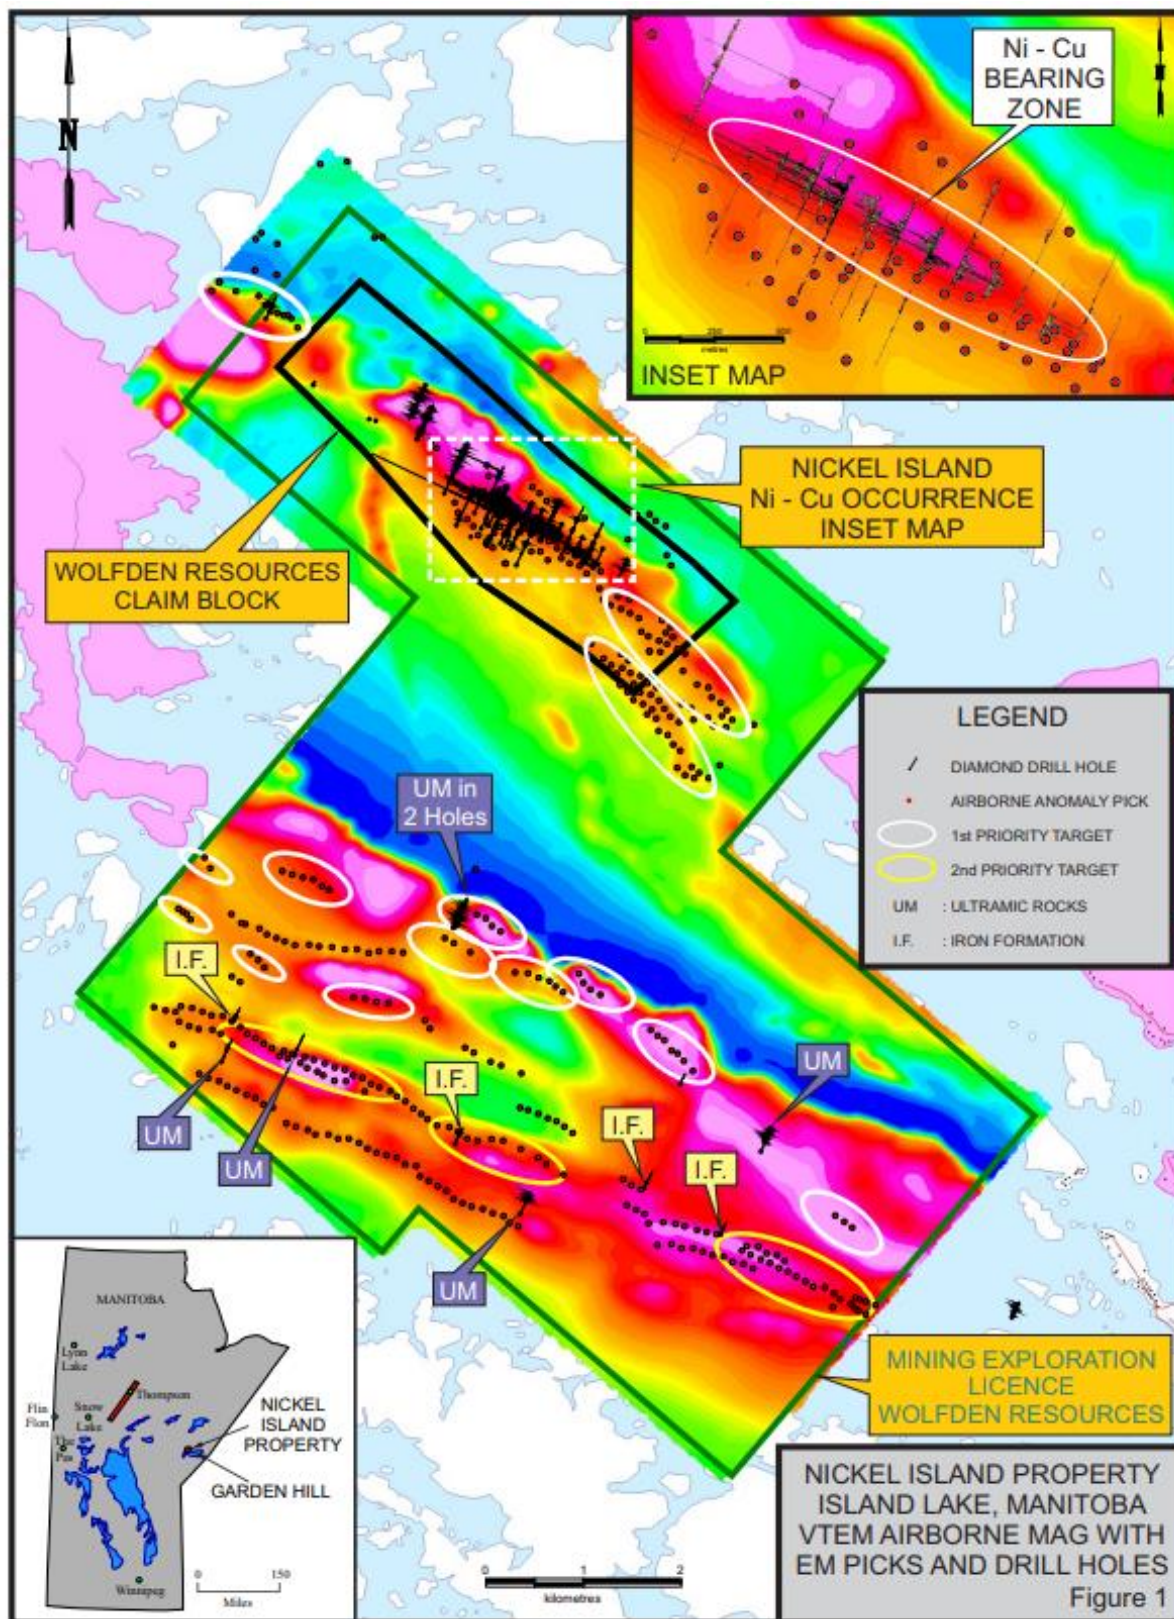 N
Ni - Cu
BEARING
ZONE
N
0 250 500
metres
INSET MAP
NICKEL ISLAND
Ni - Cu OCCURRENCE
INSET MAP
WOLFDEN RESOURCES
CLAIM BLOCK
LEGEND
DIAMOND DRILL HOLE
AIRBORNE ANOMALY PICK
1st PRIORITY TARGET
2nd PRIORITY TARGET
UM : ULTRAMIC ROCKS
I.F. : IRON FORMATION
UM in
2 Holes
I.F.
UM
I.F.
UM
UM
I.F.
I.F.
UM
MANITOBA
Lynn
Lake
Thompson
Flin
Flon
Snow
Lake
The
Pas
NICKEL
ISLAND
PROPERTY
GARDEN HILL
Winnipeg
0 150
Miles
0 1 2
kilometres
MINING EXPLORATION
LICENCE
WOLFDEN RESOURCES
NICKEL ISLAND PROPERTY
ISLAND LAKE, MANITOBA
VTEM AIRBORNE MAG WITH
EM PICKS AND DRILL HOLES
Figure 1